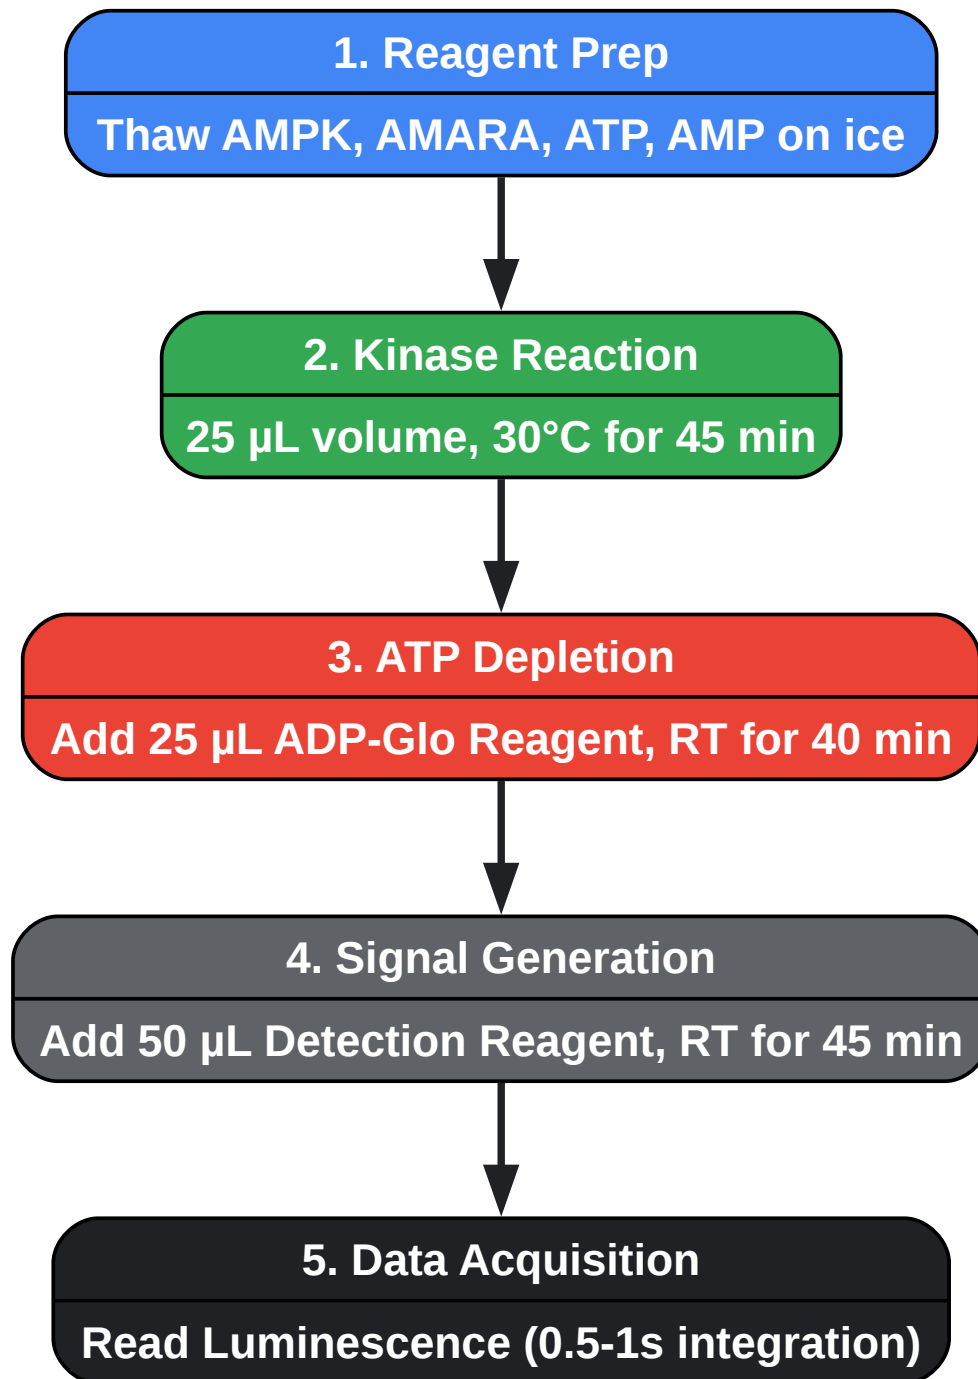 1. Reagent Prep
Thaw AMPK, AMARA, ATP, AMP on ice
2. Kinase Reaction
25 µL volume, 30°C for 45 min
3. ATP Depletion
Add 25 µL ADP-Glo Reagent, RT for 40 min
4. Signal Generation
Add 50 µL Detection Reagent, RT for 45 min
5. Data Acquisition
Read Luminescence (0.5-1s integration)